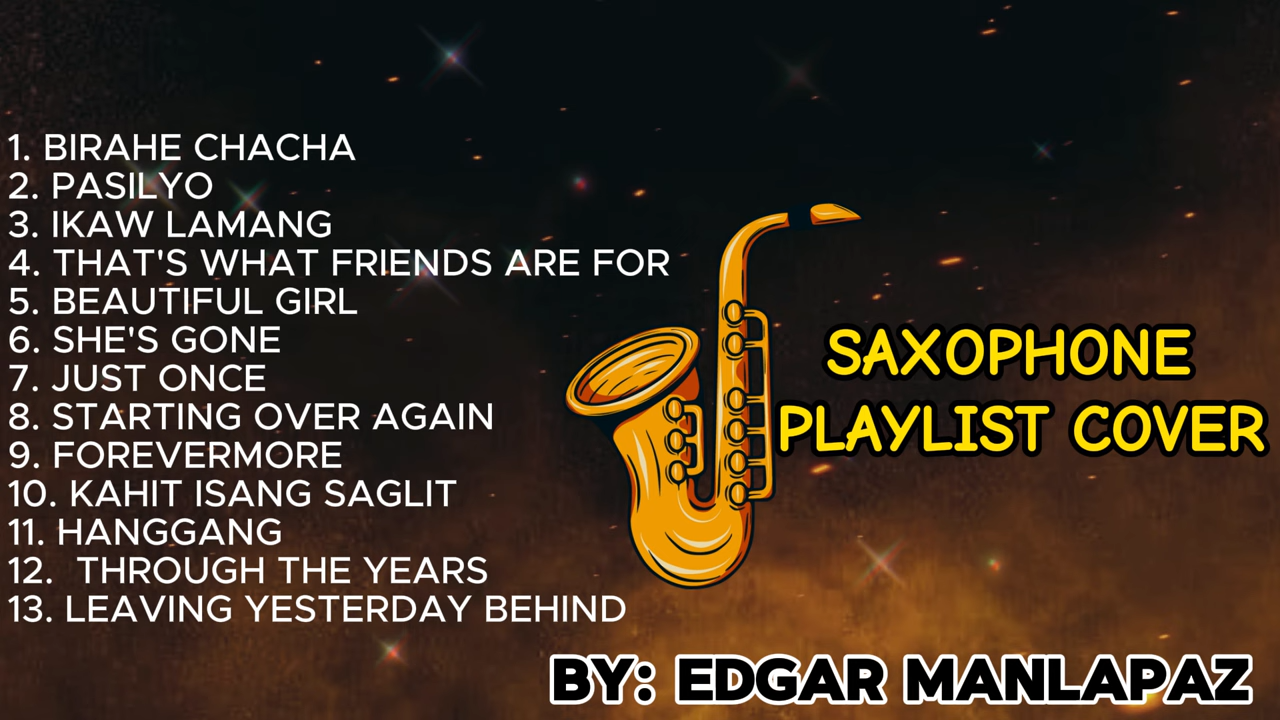 1. BIRAHE CHACHA
2. PASILYO
3. IKAW LAMANG
4. THAT'S WHAT FRIENDS ARE FOR
5. BEAUTIFUL GIRL
6. SHE'S GONE
7. JUST ONCE
8. STARTING OVER AGAIN
9. FOREVERMORE
10. KAHIT ISANG SAGLIT
11. HANGGANG
12. THROUGH THE YEARS
13. LEAVING YESTERDAY BEHIND
SAXOPHONE
PLAYLIST COVER
BY: EDGAR MANLAPAZ